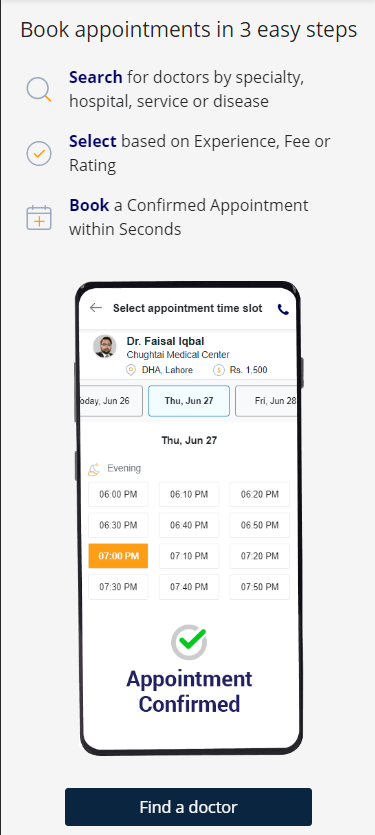 Book appointments in 3 easy steps
Search for doctors by specialty,
hospital, service or disease
Select based on Experience, Fee or
Rating
Book a Confirmed Appointment
within Seconds
Select appointment time slot
Dr. Faisal Iqbal
Chughtai Medical Center
DHA, Lahore Rs. 1,500
oday, Jun 26 Thu, Jun 27 Fri, Jun 28
Thu, Jun 27
Evening
06:00 PM 06:10 PM 06:20 PM
06:30 PM 06:40 PM 06:50 PM
07:00 PM 07:10 PM 07:20 PM
07:30 PM 07:40 PM 07:50 PM
Appointment
Confirmed
Find a doctor